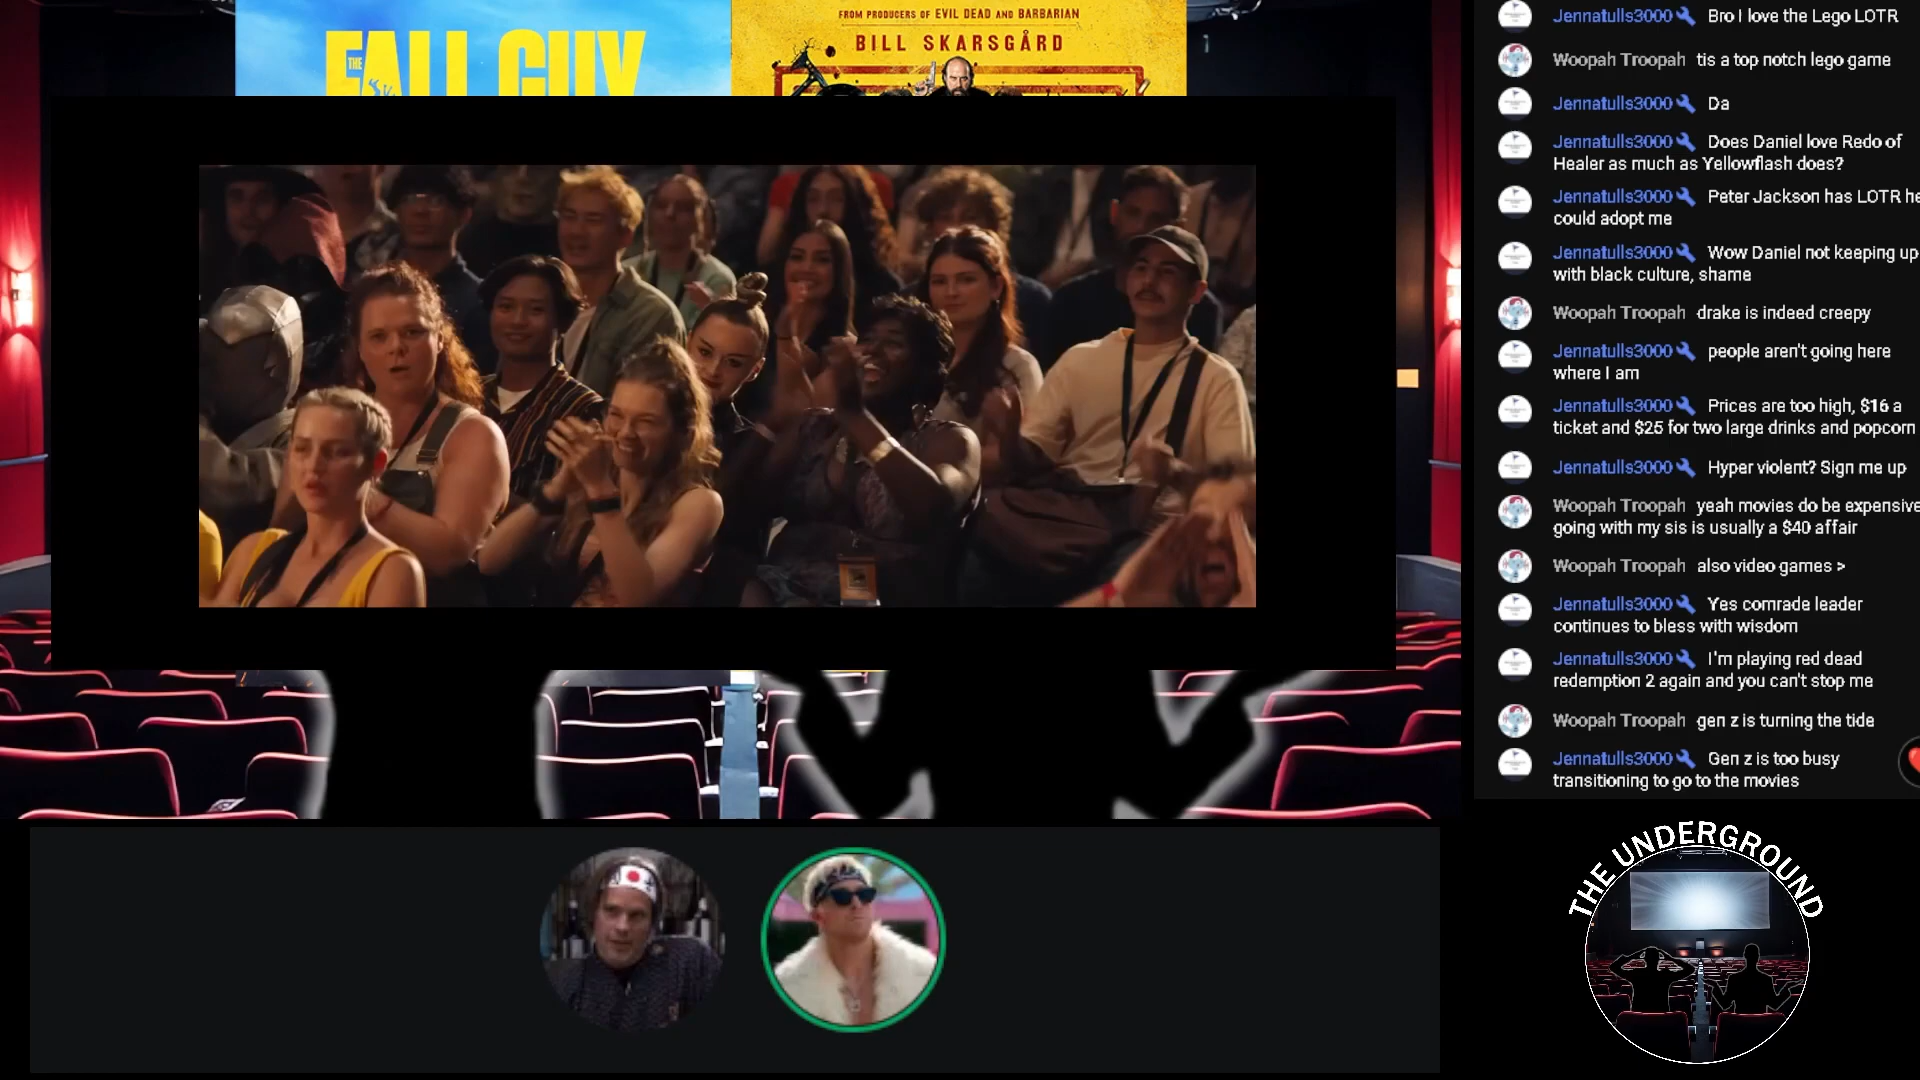 THE
FALL GUY
FROM PRODUCERS OF EVIL DEAD AND BARBARIAN
BILL SKARSGÅRD
Jennatulls3000 Bro I love the Lego LOTR
Woopah Troopah tis a top notch lego game
Jennatulls3000 Da
Jennatulls3000 Does Daniel love Redo of
Healer as much as Yellowflash does?
Jennatulls3000 Peter Jackson has LOTR he
could adopt me
Jennatulls3000 Wow Daniel not keeping up
with black culture, shame
Woopah Troopah drake is indeed creepy
Jennatulls3000 people aren't going here
where I am
Jennatulls3000 Prices are too high, $16 a
ticket and $25 for two large drinks and popcorn
Jennatulls3000 Hyper violent? Sign me up
Woopah Troopah yeah movies do be expensive
going with my sis is usually a $40 affair
Woopah Troopah also video games >
Jennatulls3000 Yes comrade leader
continues to bless with wisdom
Jennatulls3000 I'm playing red dead
redemption 2 again and you can't stop me
Woopah Troopah gen z is turning the tide
Jennatulls3000 Gen z is too busy
transitioning to go to the movies
THE UNDERGROUND